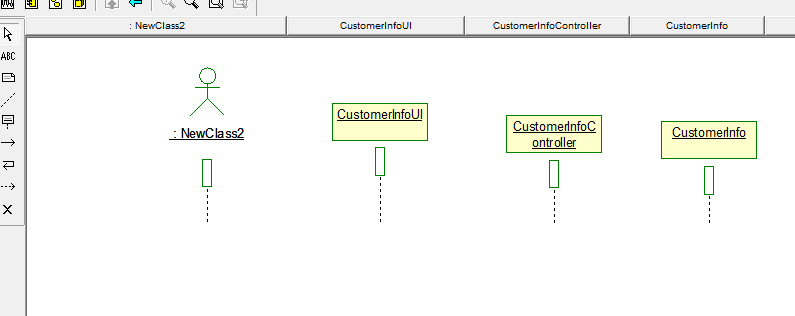 : NewClass2
CustomerInfoUI
CustomerInfoController
CustomerInfo
ABC
: NewClass2
CustomerInfoUI
CustomerInfoC
ontroller
CustomerInfo